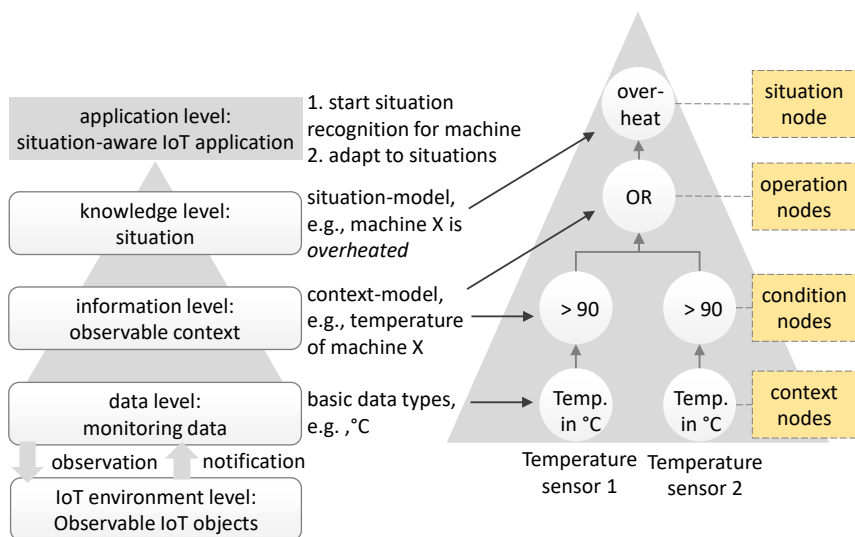 application level:
situation-aware IoT application
1. start situation
recognition for machine
2. adapt to situations
knowledge level:
situation
situation-model,
e.g., machine X is
overheated
information level:
observable context
context-model,
e.g., temperature
of machine X
data level:
monitoring data
basic data types,
e.g. ,°C
observation
notification
IoT environment level:
Observable IoT objects
over-
heat
OR
> 90
> 90
Temp.
in °C
Temp.
in °C
Temperature
sensor 1
Temperature
sensor 2
situation
node
operation
nodes
condition
nodes
context
nodes